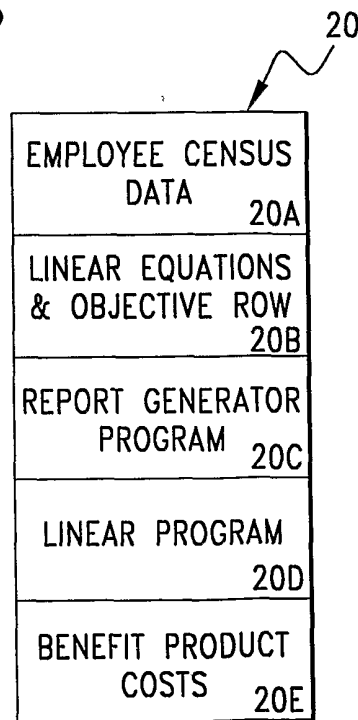 20
EMPLOYEE CENSUS
DATA
20A
LINEAR EQUATIONS
& OBJECTIVE ROW
20B
REPORT GENERATOR
PROGRAM
20C
LINEAR PROGRAM
20D
BENEFIT PRODUCT
COSTS
20E